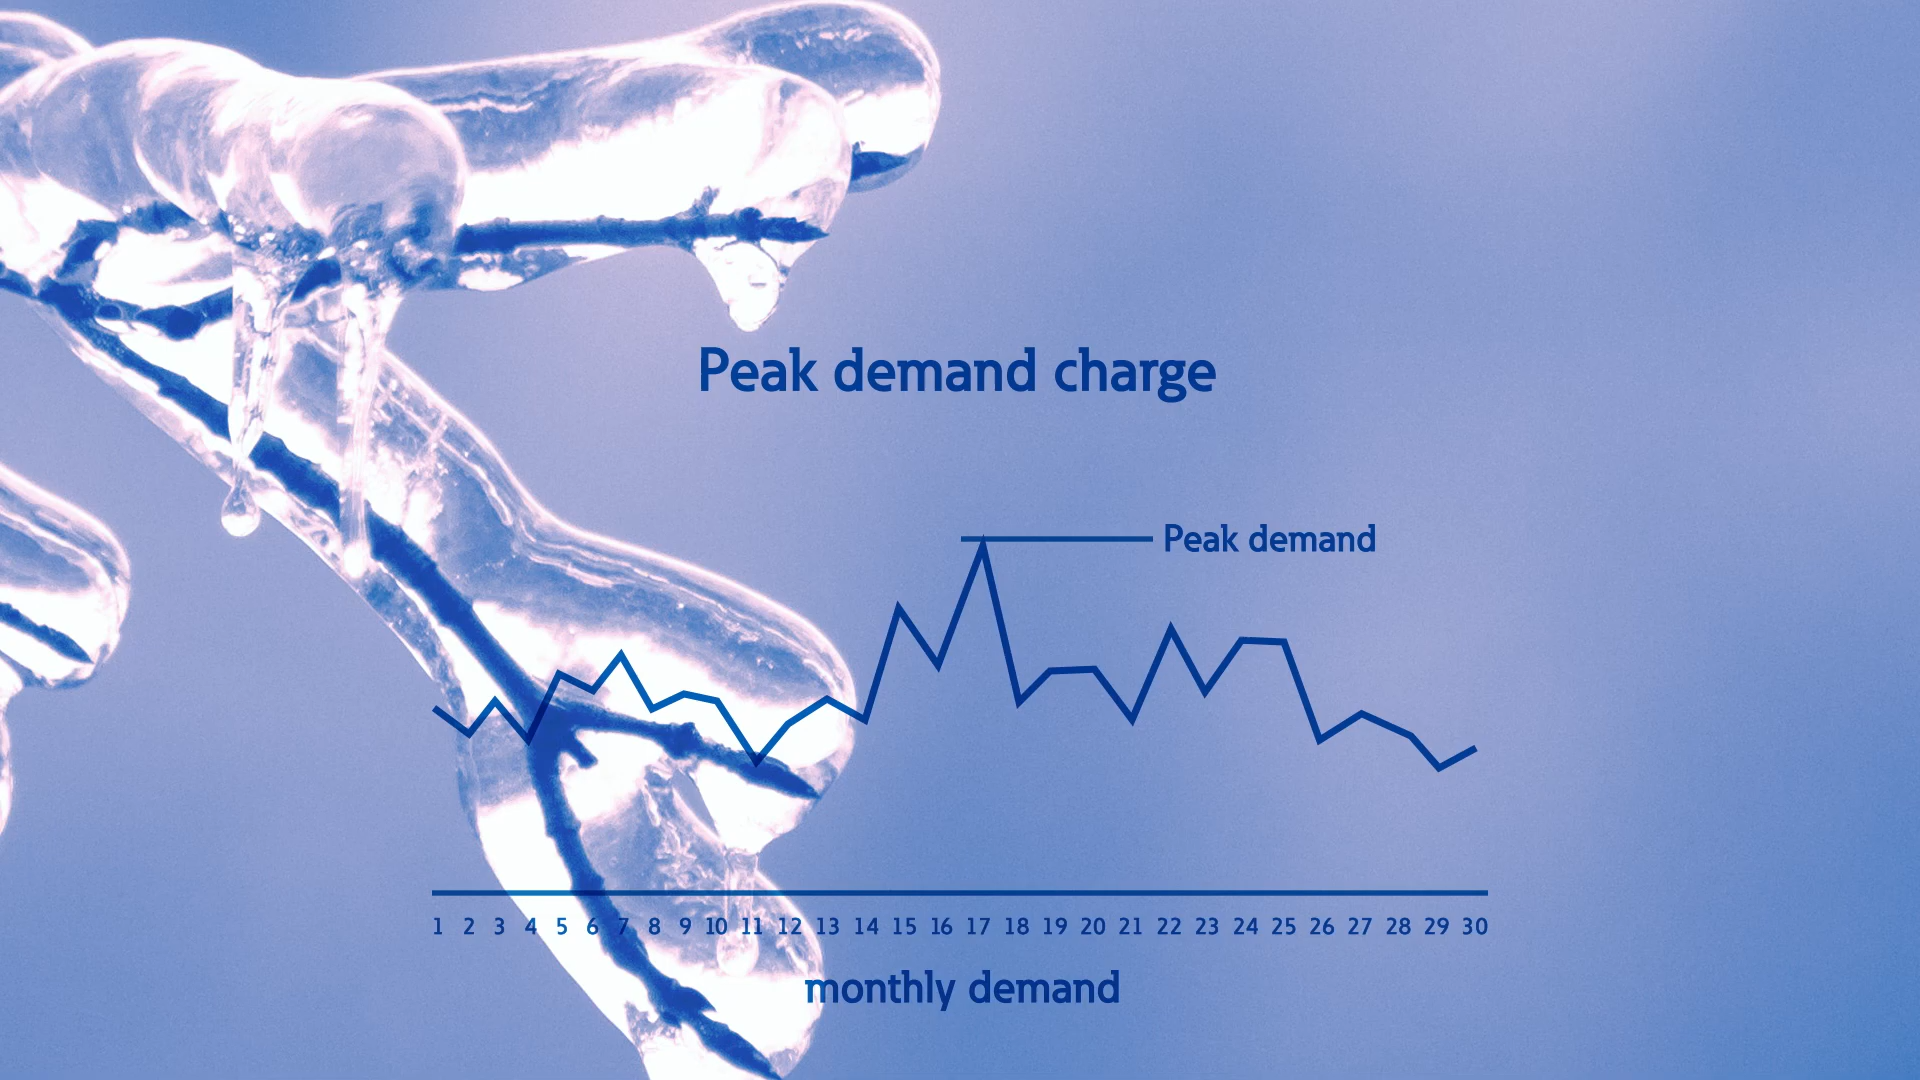 Peak demand charge
Peak demand
1 2 3 4 5 6 7 8 9 10 11 12 13 14 15 16 17 18 19 20 21 22 23 24 25 26 27 28 29 30
monthly demand